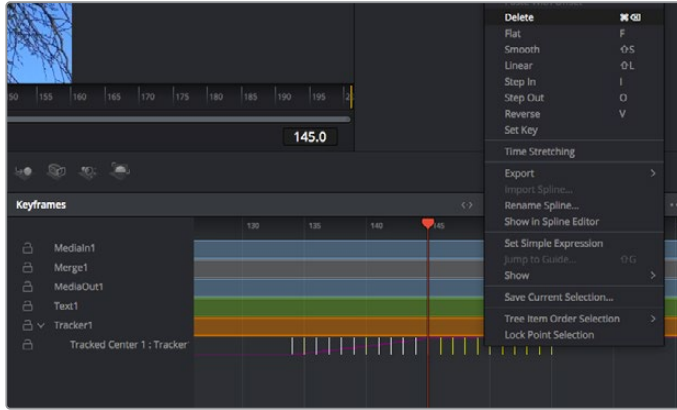 Delete ⌘⌫
Flat F
Smooth ⇧S
Linear ⇧L
Step In I
Step Out O
Reverse V
Set Key
Time Stretching
Export >
Import Spline...
Rename Spline...
Show in Spline Editor
Set Simple Expression
Jump to Guide... ⇧G
Show >
Save Current Selection...
Tree Item Order Selection >
Lock Point Selection
50 155 160 165 170 175 180 185 190 195
145.0
Keyframes
130 135 140 145
MediaIn1
Merge1
MediaOut1
Text1
Tracker1
Tracked Center 1 : Tracker